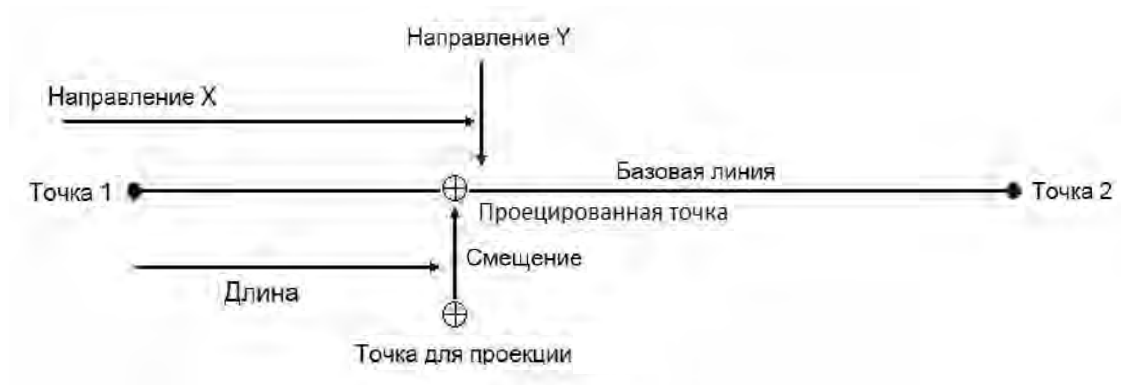 Направление Y
Направление X
Базовая линия
Точка 1
Точка 2
Проецированная точка
Смещение
Длина
Точка для проекции